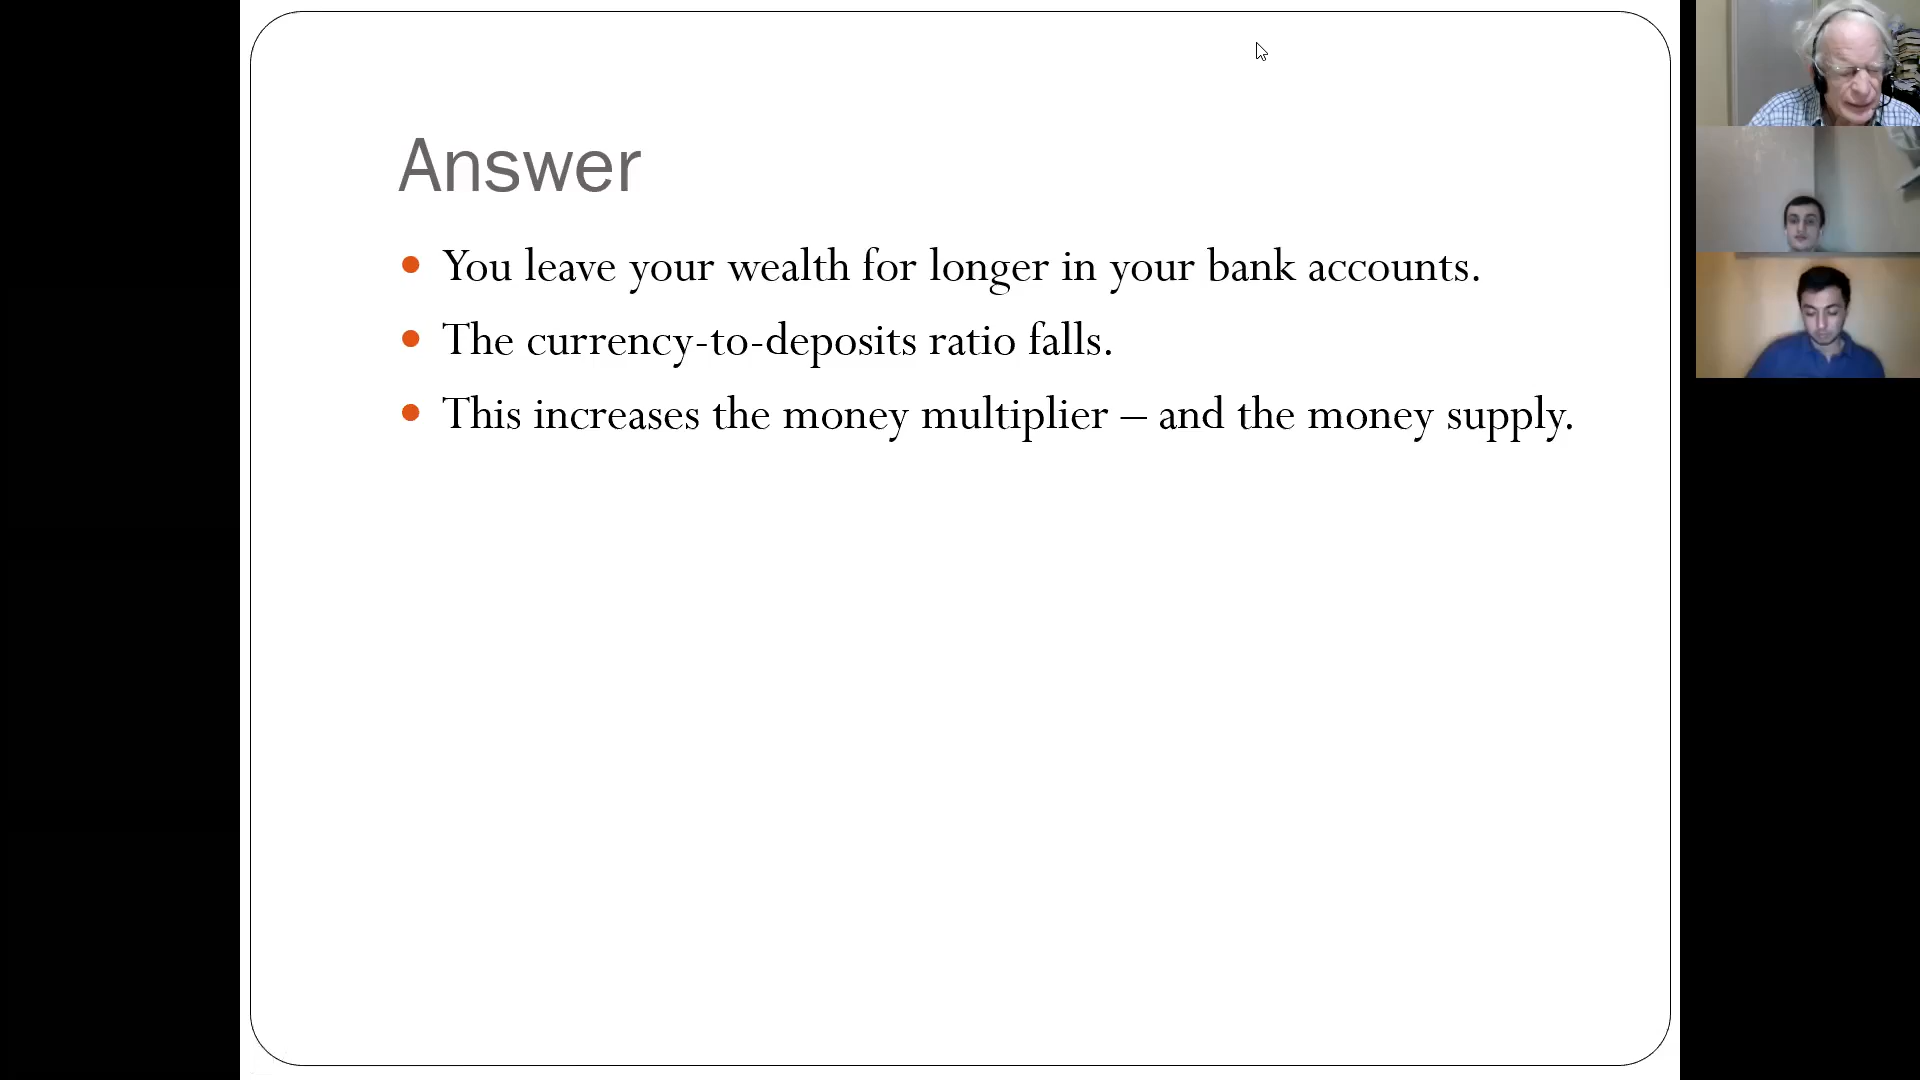 Answer
You leave your wealth for longer in your bank accounts.
The currency-to-deposits ratio falls.
This increases the money multiplier – and the money supply.